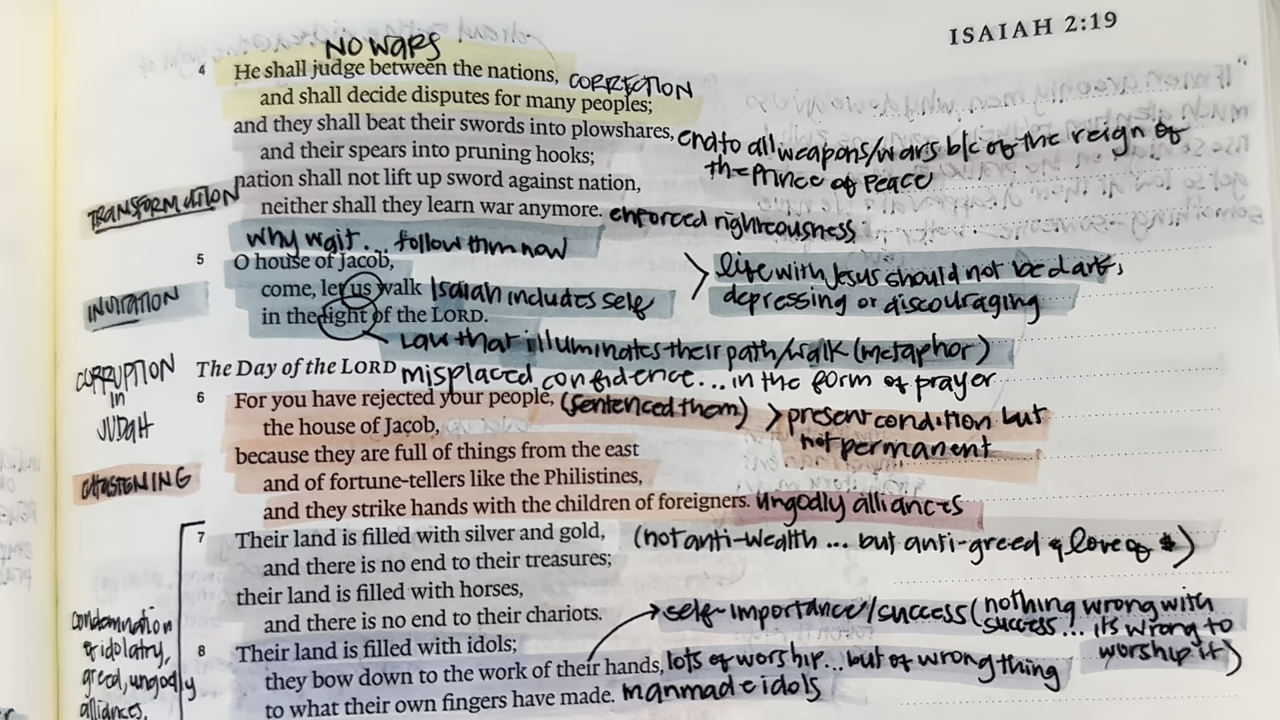 ISAIAH 2:19
NO WARS
4 He shall judge between the nations, CORRECTION
and shall decide disputes for many peoples;
and they shall beat their swords into plowshares, end to all weapons/wars b/c of the reign of
and their spears into pruning hooks; the Prince of Peace
TRANSFORMATION nation shall not lift up sword against nation,
neither shall they learn war anymore. enforced righteousness
why wait... follow Him now
5 O house of Jacob, > life with Jesus should not be dark,
INVITATION come, let us walk Isaiah includes self depressing or discouraging
in the light of the LORD.
Law that illuminates their path/walk (metaphor)
CORRUPTION in JUDAH
The Day of the LORD misplaced confidence... in the form of prayer
6 For you have rejected your people, (sentenced them) > present condition but
the house of Jacob, not permanent
because they are full of things from the east
CHASTENING and of fortune-tellers like the Philistines,
and they strike hands with the children of foreigners. ungodly alliances
7 Their land is filled with silver and gold, (not anti-wealth ... but anti-greed & love of $)
and there is no end to their treasures;
their land is filled with horses,
and there is no end to their chariots. → self-importance/success (nothing wrong with
success... its wrong to
worship it)
condemnation
of idolatry,
greed, ungodly
alliances.
8 Their land is filled with idols;
they bow down to the work of their hands, lots of worship... but of wrong thing
to what their own fingers have made. manmade idols